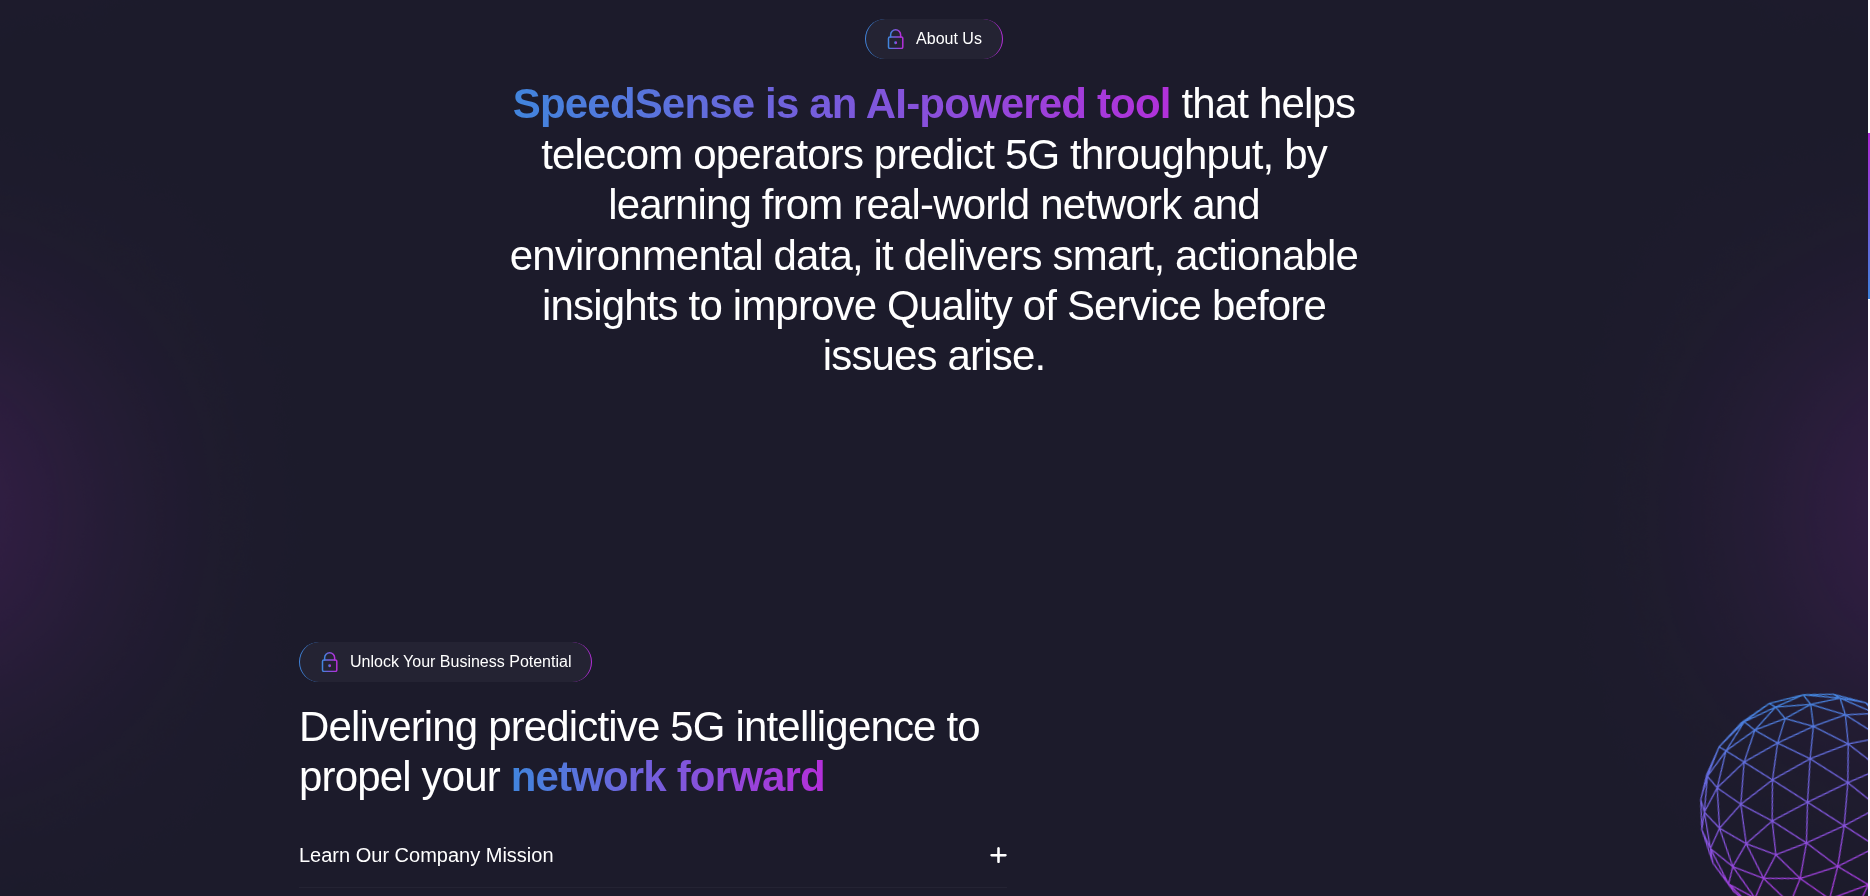 About Us
SpeedSense is an AI-powered tool that helps
telecom operators predict 5G throughput, by
learning from real-world network and
environmental data, it delivers smart, actionable
insights to improve Quality of Service before
issues arise.
Unlock Your Business Potential
Delivering predictive 5G intelligence to
propel your network forward
Learn Our Company Mission